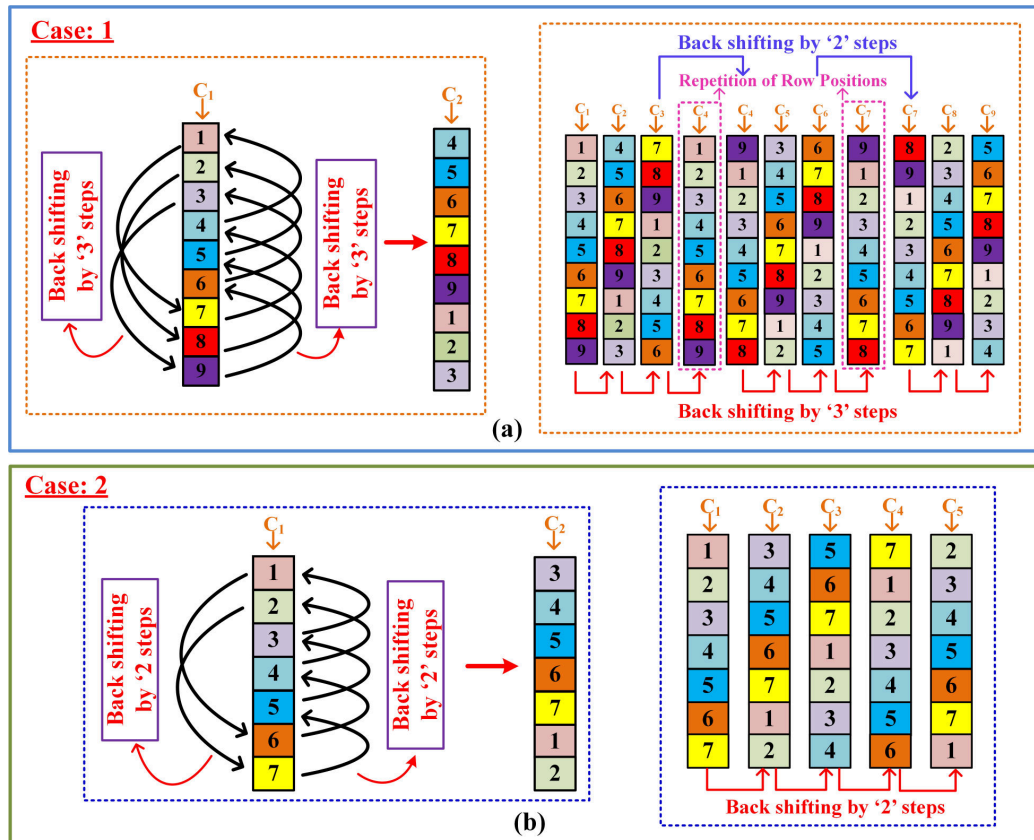 Case: 1
C1
1
2
3
4
5
6
7
8
9
Back shifting
by ‘3’ steps
Back shifting
by ‘3’ steps
C2
4
5
6
7
8
9
1
2
3
Back shifting by ‘2’ steps
Repetition of Row Positions
C1 C2 C3 C4 C4 C5 C6 C7 C7 C8 C9
1 4 7 1 9 3 6 9 8 2 5
2 5 8 2 1 4 7 1 9 3 6
3 6 9 3 2 5 8 2 1 4 7
4 7 1 4 3 6 9 3 2 5 8
5 8 2 5 4 7 1 4 3 6 9
6 9 3 6 5 8 2 5 4 7 1
7 1 4 7 6 9 3 6 5 8 2
8 2 5 8 7 1 4 7 6 9 3
9 3 6 9 8 2 5 8 7 1 4
Back shifting by ‘3’ steps
(a)
Case: 2
C1
1
2
3
4
5
6
7
Back shifting
by ‘2 steps
Back shifting
by ‘2’ steps
C2
3
4
5
6
7
1
2
C1 C2 C3 C4 C5
1 3 5 7 2
2 4 6 1 3
3 5 7 2 4
4 6 1 3 5
5 7 2 4 6
6 1 3 5 7
7 2 4 6 1
Back shifting by ‘2’ steps
(b)